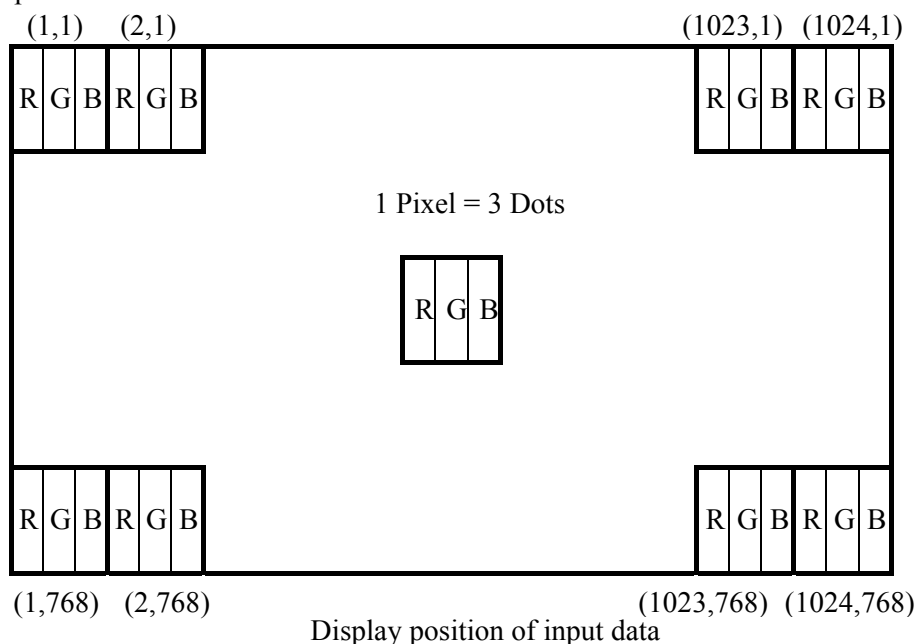 (1,1) (2,1) (1023,1) (1024,1)
R G B R G B R G B R G B
1 Pixel = 3 Dots
R G B
R G B R G B R G B R G B
(1,768) (2,768) (1023,768) (1024,768)
Display position of input data